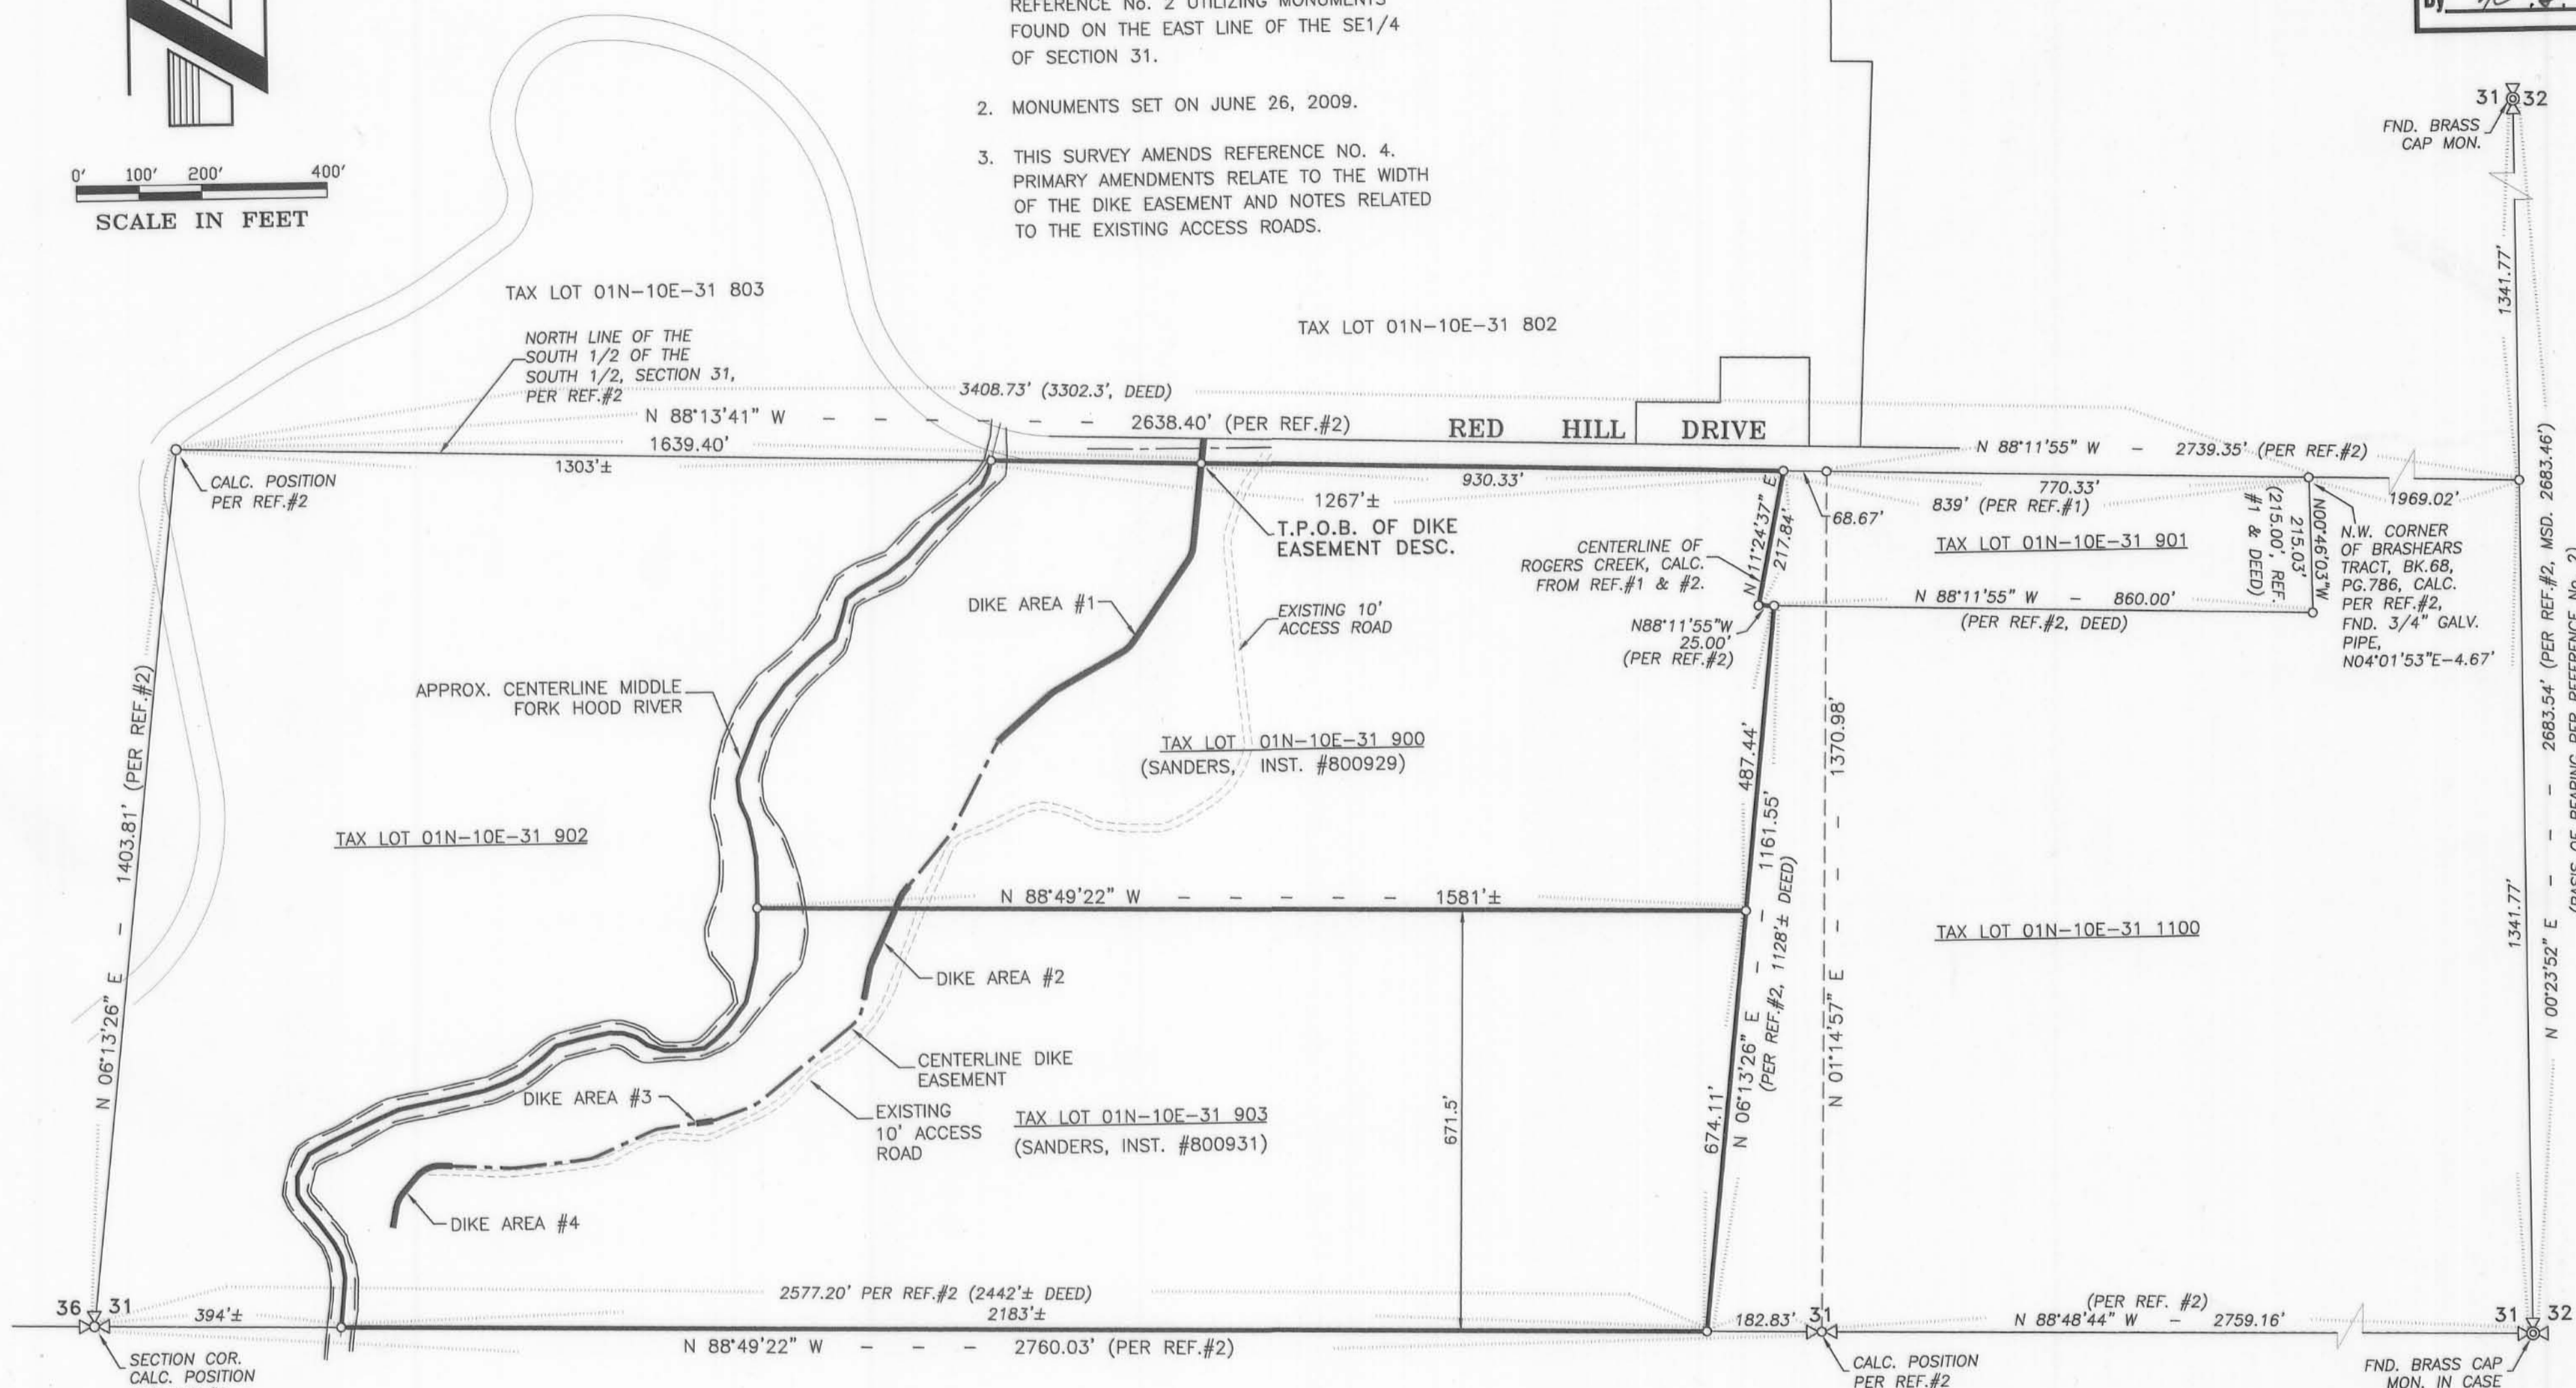 REFERENCE No. 2 UTILIZING MONUMENTS
FOUND ON THE EAST LINE OF THE SE1/4
OF SECTION 31.
2. MONUMENTS SET ON JUNE 26, 2009.
3. THIS SURVEY AMENDS REFERENCE NO. 4.
PRIMARY AMENDMENTS RELATE TO THE WIDTH
OF THE DIKE EASEMENT AND NOTES RELATED
TO THE EXISTING ACCESS ROADS.
By
0' 100' 200' 400'
SCALE IN FEET
31 32
FND. BRASS
CAP MON.
1341.77'
TAX LOT 01N-10E-31 803
TAX LOT 01N-10E-31 802
NORTH LINE OF THE
SOUTH 1/2 OF THE
SOUTH 1/2, SECTION 31,
PER REF.#2
3408.73' (3302.3', DEED)
N 88°13'41" W - - - - - - 2638.40' (PER REF.#2)
RED HILL DRIVE
1639.40'
1303'±
930.33'
1267'±
N 88°11'55" W - 2739.35' (PER REF.#2)
770.33'
839' (PER REF.#1)
1969.02'
68.67'
CALC. POSITION
PER REF.#2
T.P.O.B. OF DIKE
EASEMENT DESC.
CENTERLINE OF
ROGERS CREEK, CALC.
FROM REF.#1 & #2.
N 11°24'37" E
217.84'
TAX LOT 01N-10E-31 901
(215.00', REF.
#1 & DEED)
215.03'
N00°46'03"W
N.W. CORNER
OF BRASHEARS
TRACT, BK.68,
PG.786, CALC.
PER REF.#2,
FND. 3/4" GALV.
PIPE,
N04°01'53"E-4.67'
N 88°11'55" W - 860.00'
(PER REF.#2, DEED)
N88°11'55"W
25.00'
(PER REF.#2)
DIKE AREA #1
EXISTING 10'
ACCESS ROAD
APPROX. CENTERLINE MIDDLE
FORK HOOD RIVER
TAX LOT 01N-10E-31 900
(SANDERS, INST. #800929)
TAX LOT 01N-10E-31 902
N 06°13'26" E - 1403.81' (PER REF.#2)
487.44'
N 06°13'26" E - - 1161.55'
(PER REF.#2, 1128'± DEED)
N 01°14'57" E - - - - 1370.98'
N 88°49'22" W - - - - - 1581'±
TAX LOT 01N-10E-31 1100
1341.77'
N 00°23'52" E - - - - 2683.54' (PER REF.#2, MSD. 2683.46')
(BASIS OF BEARING PER REFERENCE No. 2)
DIKE AREA #2
CENTERLINE DIKE
EASEMENT
DIKE AREA #3
EXISTING
10' ACCESS
ROAD
TAX LOT 01N-10E-31 903
(SANDERS, INST. #800931)
671.5'
674.11'
DIKE AREA #4
36 31
2577.20' PER REF.#2 (2442'± DEED)
394'±
2183'±
182.83'
31
(PER REF. #2)
N 88°48'44" W - 2759.16'
31 32
N 88°49'22" W - - - 2760.03' (PER REF.#2)
SECTION COR.
CALC. POSITION
CALC. POSITION
PER REF.#2
FND. BRASS CAP
MON. IN CASE